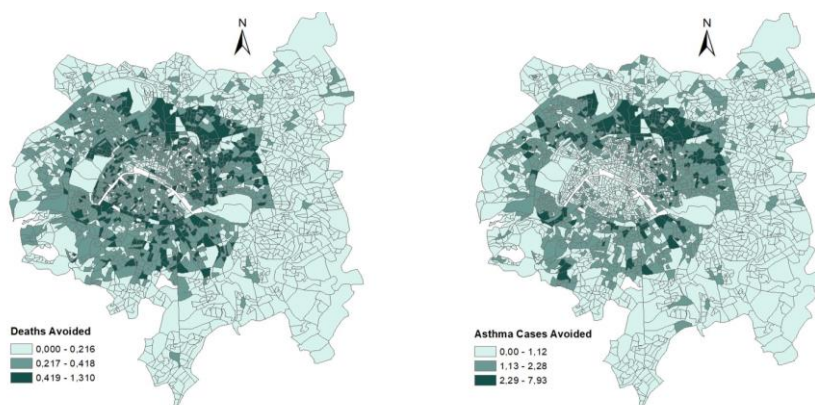 N
Deaths Avoided
0,000 - 0,216
0,217 - 0,418
0,419 - 1,310
N
Asthma Cases Avoided
0,00 - 1,12
1,13 - 2,28
2,29 - 7,93